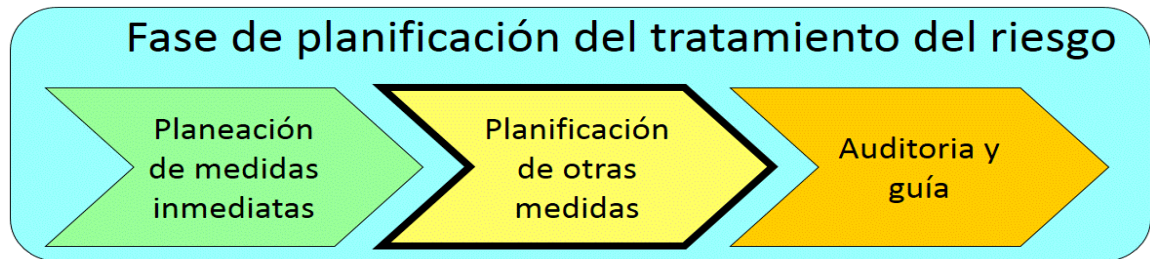 Fase de planificación del tratamiento del riesgo
Planeación
de medidas
inmediatas
Planificación
de otras
medidas
Auditoria y
guía